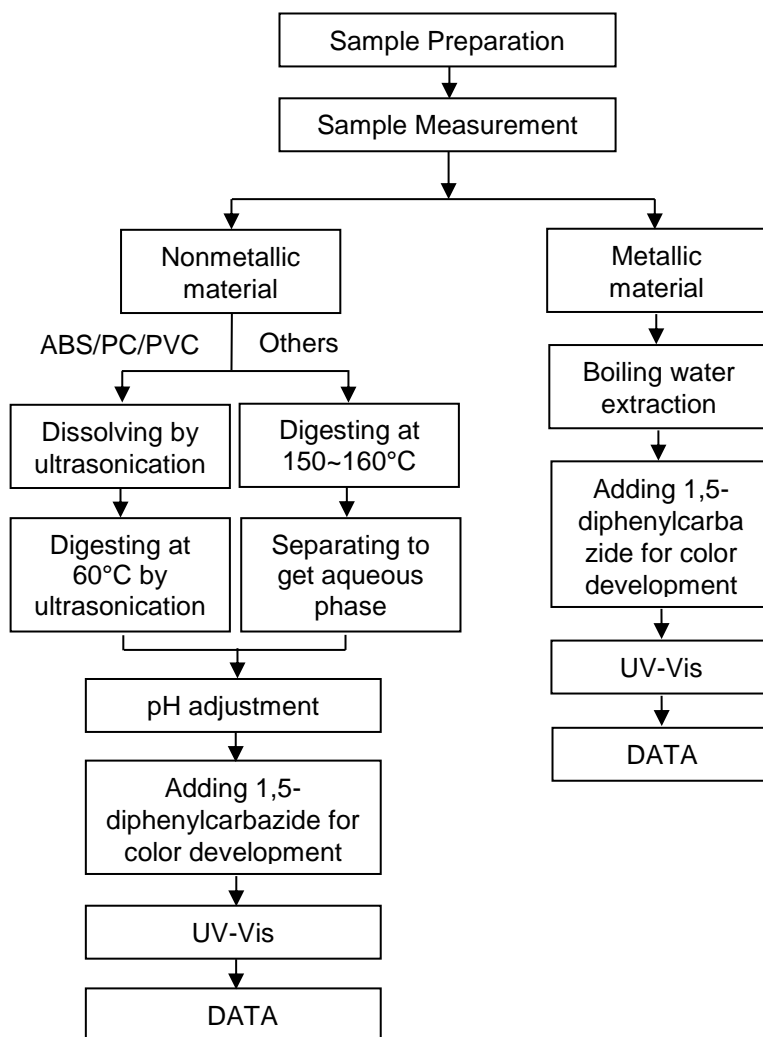 Sample Preparation
Sample Measurement
Nonmetallic
material
Metallic
material
ABS/PC/PVC
Others
Boiling water
extraction
Dissolving by
ultrasonication
Digesting at
150~160°C
Adding 1,5-
diphenylcarba
zide for color
development
Digesting at
60°C by
ultrasonication
Separating to
get aqueous
phase
UV-Vis
pH adjustment
DATA
Adding 1,5-
diphenylcarbazide for
color development
UV-Vis
DATA